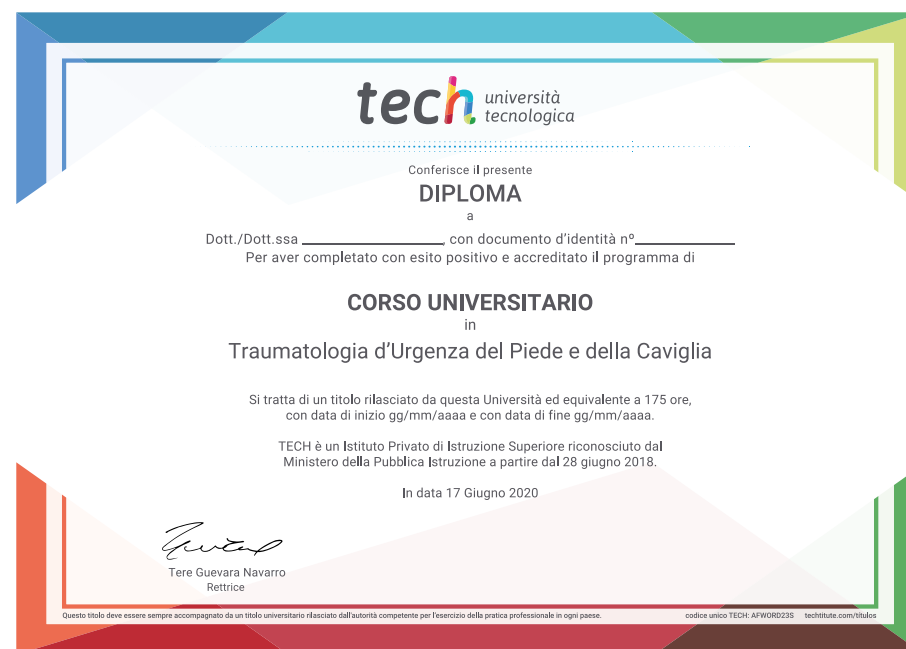 tech università
tecnologica
Conferisce il presente
DIPLOMA
a
Dott./Dott.ssa ____________________, con documento d'identità nº______________
Per aver completato con esito positivo e accreditato il programma di
CORSO UNIVERSITARIO
in
Traumatologia d'Urgenza del Piede e della Caviglia
Si tratta di un titolo rilasciato da questa Università ed equivalente a 175 ore,
con data di inizio gg/mm/aaaa e con data di fine gg/mm/aaaa.
TECH è un Istituto Privato di Istruzione Superiore riconosciuto dal
Ministero della Pubblica Istruzione a partire dal 28 giugno 2018.
In data 17 Giugno 2020
Tere Guevara Navarro
Rettrice
Questo titolo deve essere sempre accompagnato da un titolo universitario rilasciato dall'autorità competente per l'esercizio della pratica professionale in ogni paese. codice unico TECH: AFWORD23S techtitute.com/titulos